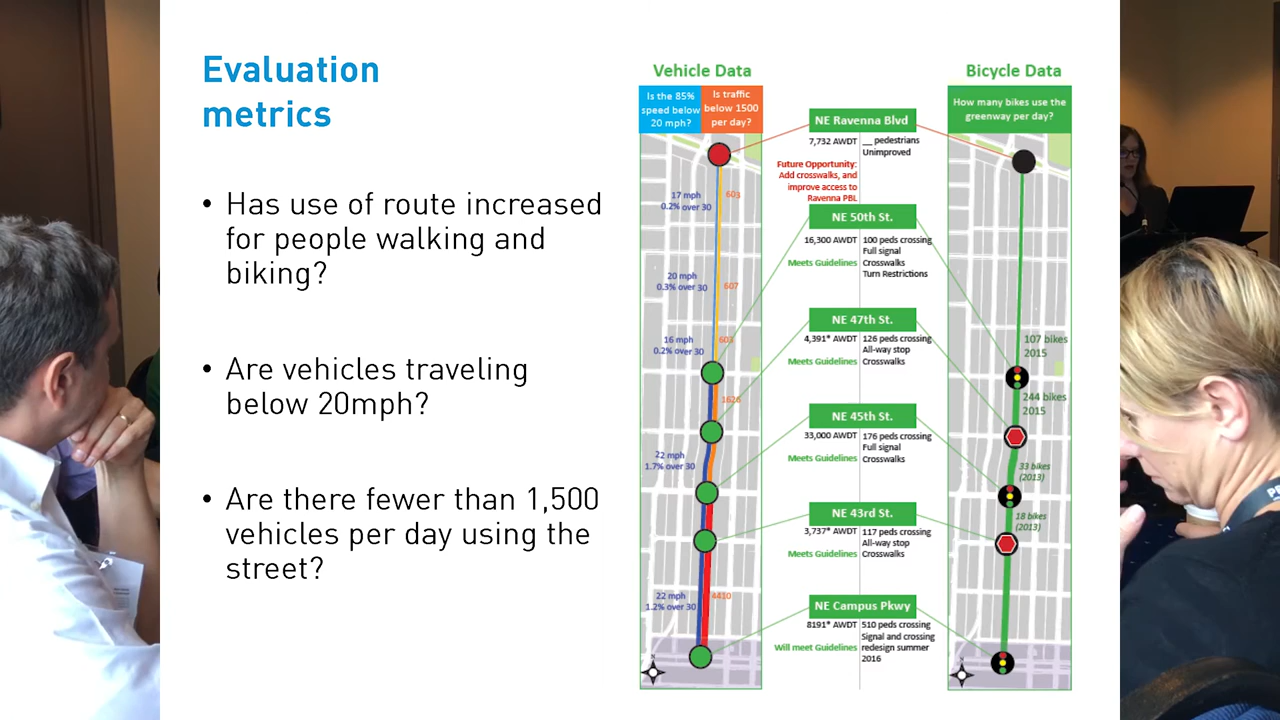 Evaluation
metrics
• Has use of route increased
for people walking and
biking?
• Are vehicles traveling
below 20mph?
• Are there fewer than 1,500
vehicles per day using the
street?
Vehicle Data
Is the 85%
speed below
20 mph?
Is traffic
below 1500
per day?
17 mph
0.2% over 30
603
20 mph
0.3% over 30
607
16 mph
0.2% over 30
603
1626
22 mph
1.7% over 30
22 mph
1.2% over 30
4410
NE Ravenna Blvd
7,732 AWDT
__ pedestrians
Unimproved
Future Opportunity:
Add crosswalks, and
improve access to
Ravenna PBL
NE 50th St.
16,300 AWDT
Meets Guidelines
100 peds crossing
Full signal
Crosswalks
Turn Restrictions
NE 47th St.
4,391* AWDT
Meets Guidelines
126 peds crossing
All-way stop
Crosswalks
NE 45th St.
33,000 AWDT
Meets Guidelines
176 peds crossing
Full signal
Crosswalks
NE 43rd St.
3,737* AWDT
Meets Guidelines
117 peds crossing
All-way stop
Crosswalks
NE Campus Pkwy
8191* AWDT
Will meet Guidelines
510 peds crossing
Signal and crossing
redesign summer
2016
Bicycle Data
How many bikes use the
greenway per day?
107 bikes
2015
244 bikes
2015
33 bikes
(2013)
18 bikes
(2013)